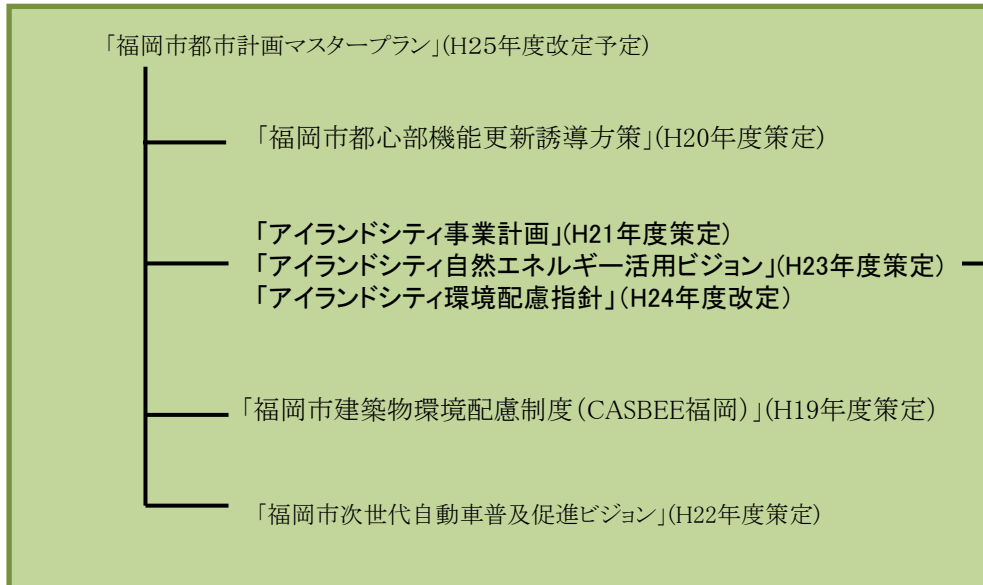 「福岡市都市計画マスタープラン」(H25年度改定予定)
「福岡市都心部機能更新誘導方策」(H20年度策定)
「アイランドシティ事業計画」(H21年度策定)
「アイランドシティ自然エネルギー活用ビジョン」(H23年度策定)
「アイランドシティ環境配慮指針」（H24年度改定）
「福岡市建築物環境配慮制度（CASBEE福岡）」(H19年度策定)
「福岡市次世代自動車普及促進ビジョン」(H22年度策定)